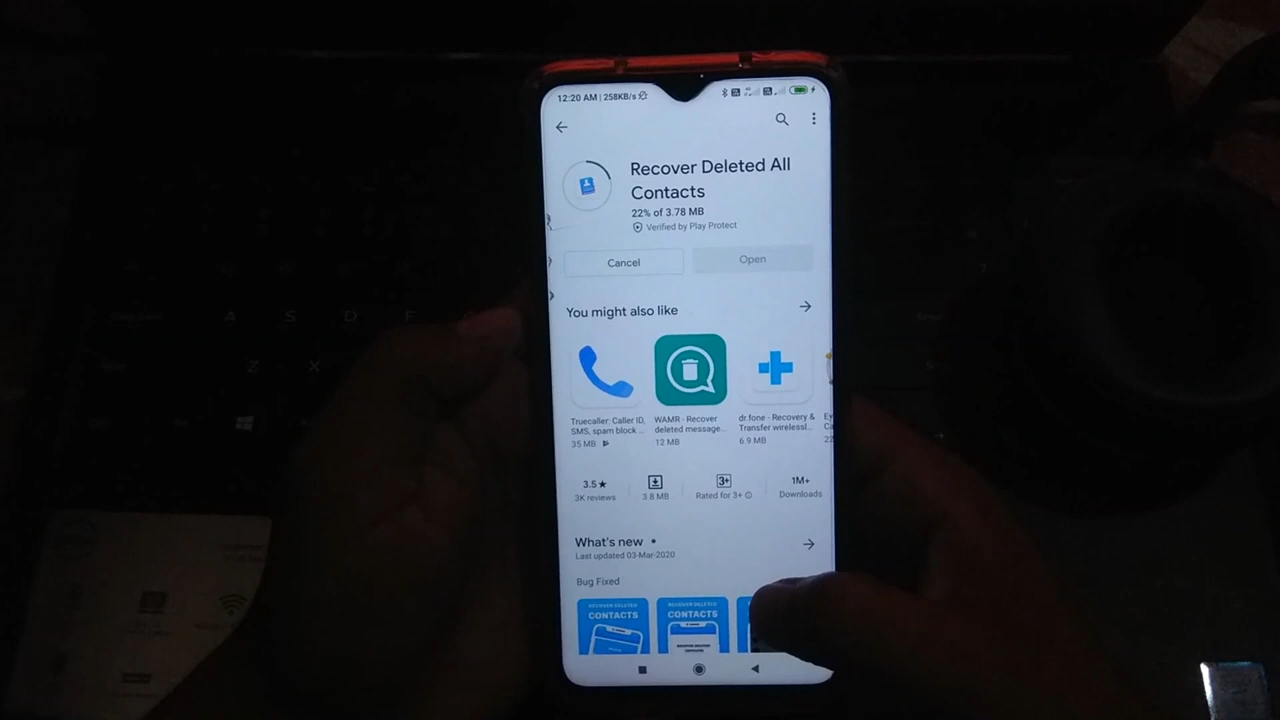 12:20 AM | 258KB/s
Recover Deleted All
Contacts
22% of 3.78 MB
Verified by Play Protect
Cancel
Open
You might also like
Truecaller: Caller ID,
SMS, spam block ...
35 MB
WAMR - Recover
deleted message...
12 MB
dr.fone - Recovery &
Transfer wirelessl...
6.9 MB
Ey
Ca
22
3.5★
3K reviews
3.8 MB
3+
Rated for 3+
1M+
Downloads
What's new
Last updated 03-Mar-2020
Bug Fixed
RECOVER DELETED
CONTACTS
RECOVER DELETED
CONTACTS
A S D F G
Z X